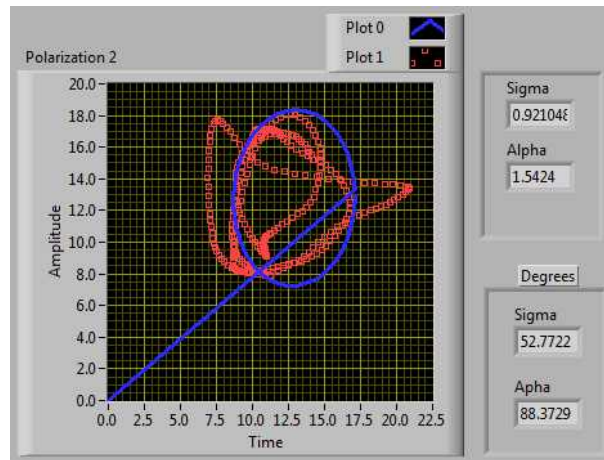 Plot 0
Polarization 2
Plot 1
20.0
18.0
16.0
14.0
12.0
10.0
8.0
6.0
4.0
2.0
0.0
Amplitude
0.0 2.5 5.0 7.5 10.0 12.5 15.0 17.5 20.0 22.5
Time
Sigma
0.921048
Alpha
1.5424
Degrees
Sigma
52.7722
Apha
88.3729